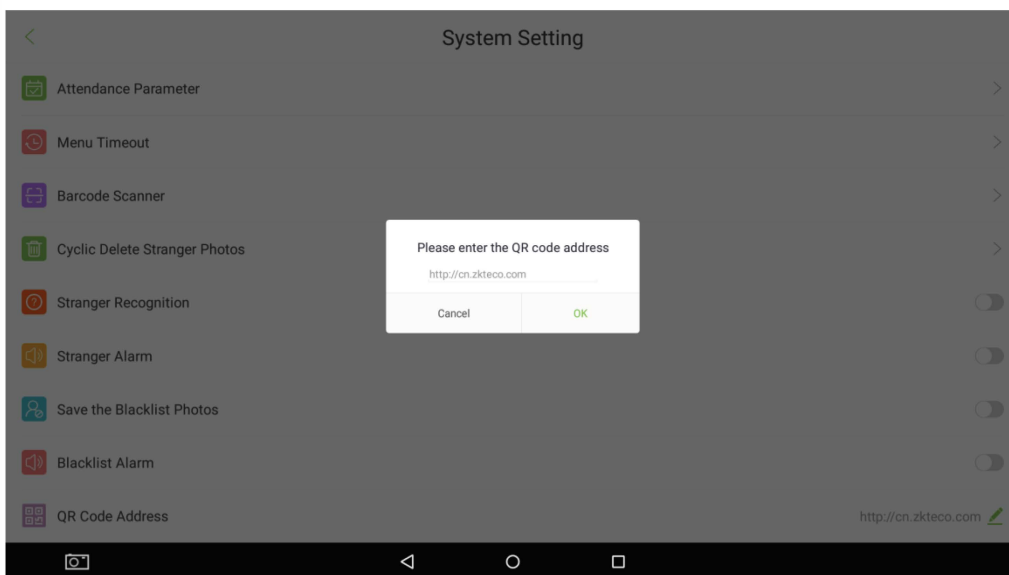 System Setting
Attendance Parameter
Menu Timeout
Barcode Scanner
Cyclic Delete Stranger Photos
Please enter the QR code address
http://cn.zkteco.com
Cancel OK
Stranger Recognition
Stranger Alarm
Save the Blacklist Photos
Blacklist Alarm
QR Code Address http://cn.zkteco.com